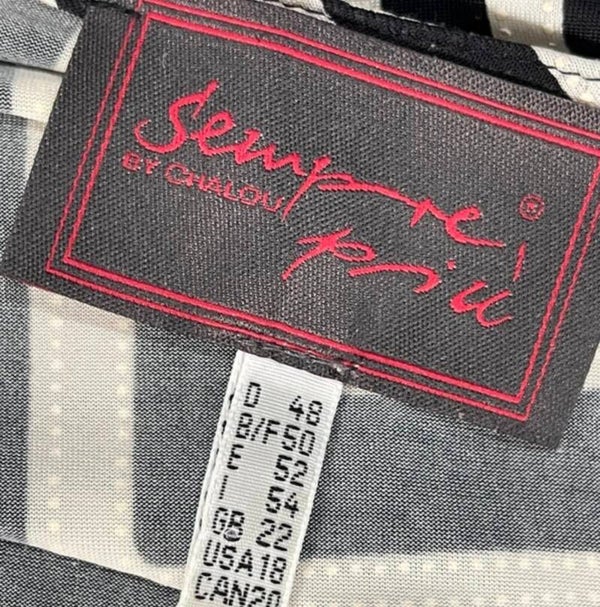 Sempre
BY CHALOU
più
®
D 48
B/F 50
E 52
I 54
GB 22
USA 18
CAN 20